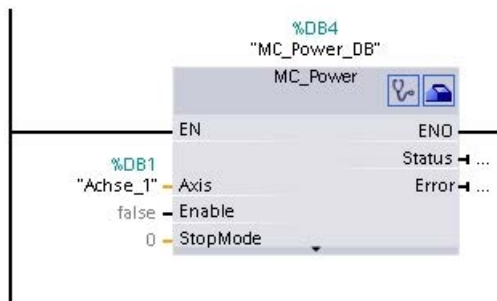 %DB4
"MC_Power_DB"
MC_Power
EN
ENO
Status
...
%DB1
"Achse_1"
Axis
Error
...
false
Enable
0
StopMode